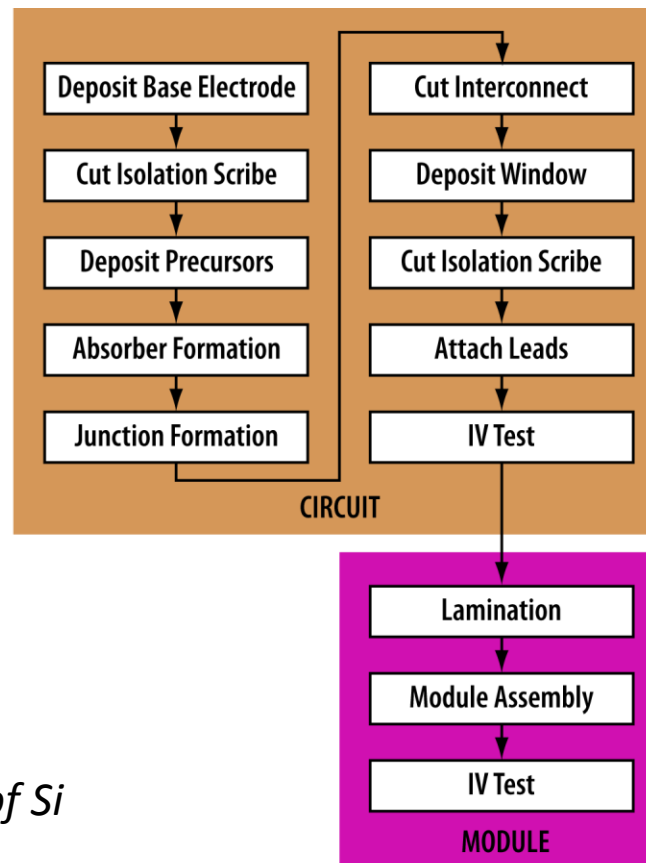 Deposit Base Electrode
Cut Isolation Scribe
Deposit Precursors
Absorber Formation
Junction Formation
Cut Interconnect
Deposit Window
Cut Isolation Scribe
Attach Leads
IV Test
CIRCUIT
Lamination
Module Assembly
IV Test
MODULE
of Si